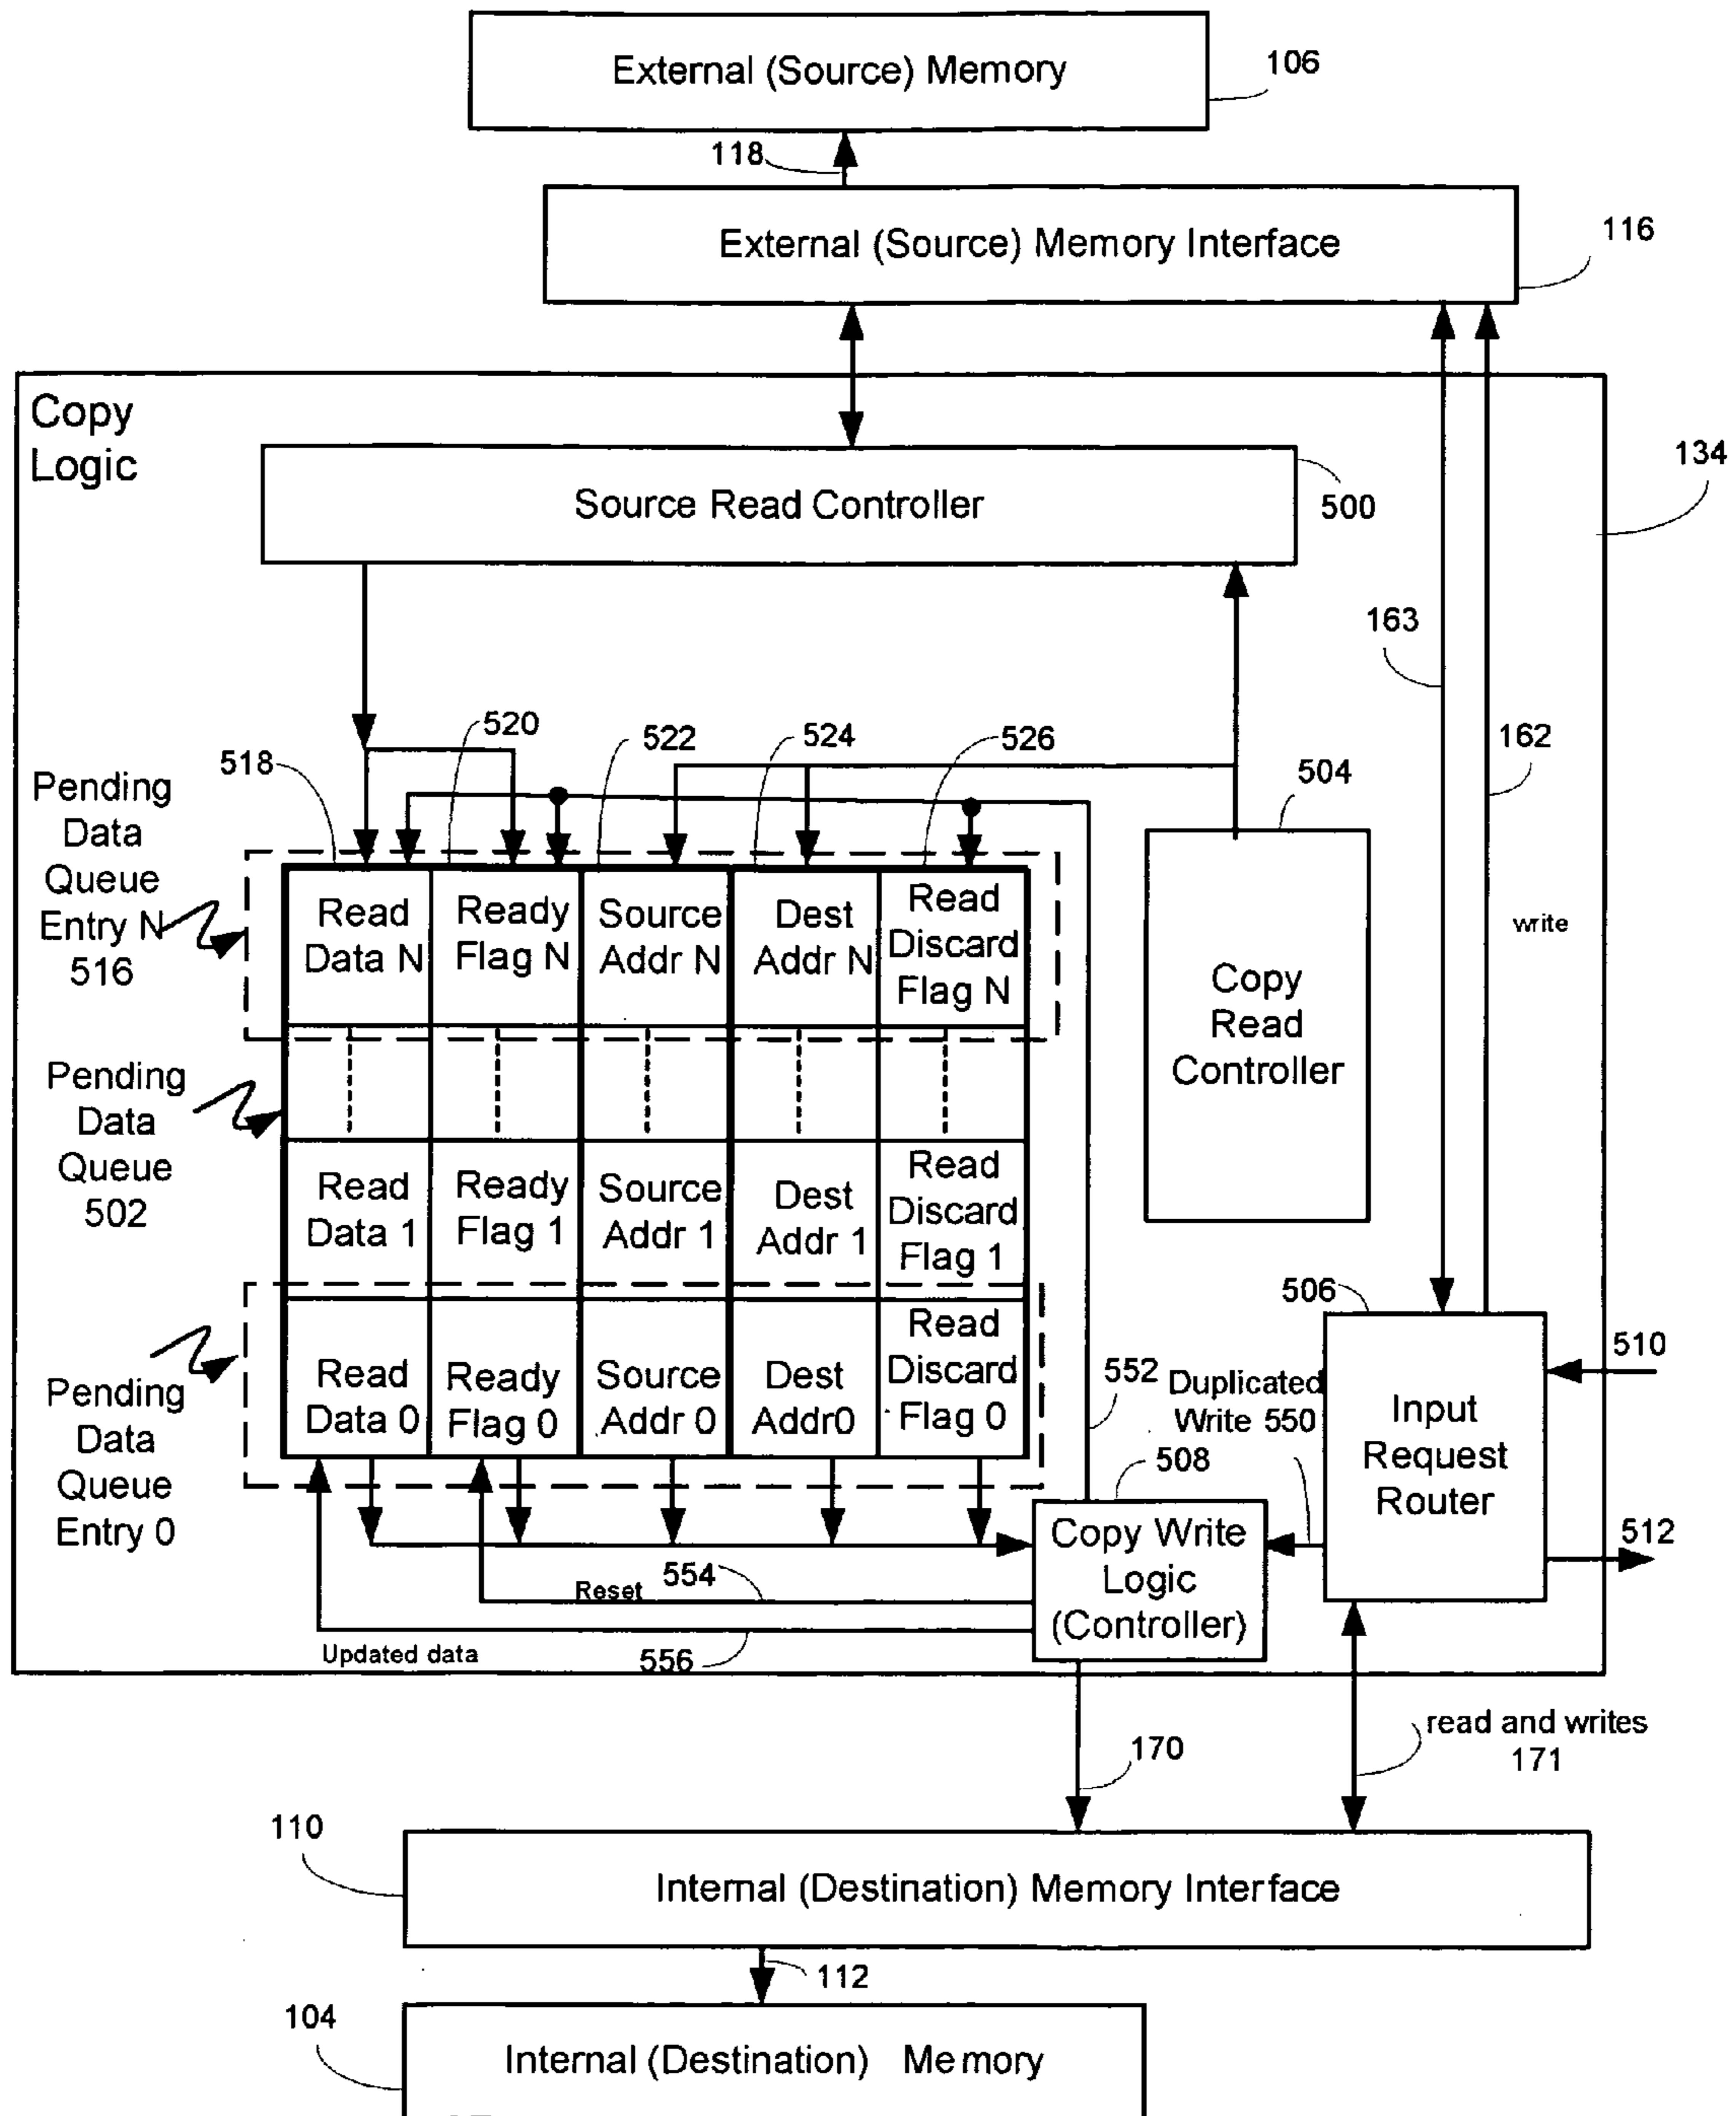 External (Source) Memory
106
118
External (Source) Memory Interface
116
Copy
Logic
134
Source Read Controller
500
163
162
518
520
522
524
526
504
Pending
Data
Queue
Entry N
516
Read
Data N
Ready
Flag N
Source
Addr N
Dest
Addr N
Read
Discard
Flag N
write
Copy
Read
Controller
Pending
Data
Queue
502
Read
Data 1
Ready
Flag 1
Source
Addr 1
Dest
Addr 1
Read
Discard
Flag 1
506
510
Pending
Data
Queue
Entry 0
Read
Data 0
Ready
Flag 0
Source
Addr 0
Dest
Addr0
Read
Discard
Flag 0
552
Duplicated
Write 550
508
Input
Request
Router
512
Copy Write
Logic
(Controller)
Reset
554
Updated data
556
170
read and writes
171
110
Internal (Destination) Memory Interface
112
104
Internal (Destination) Memory